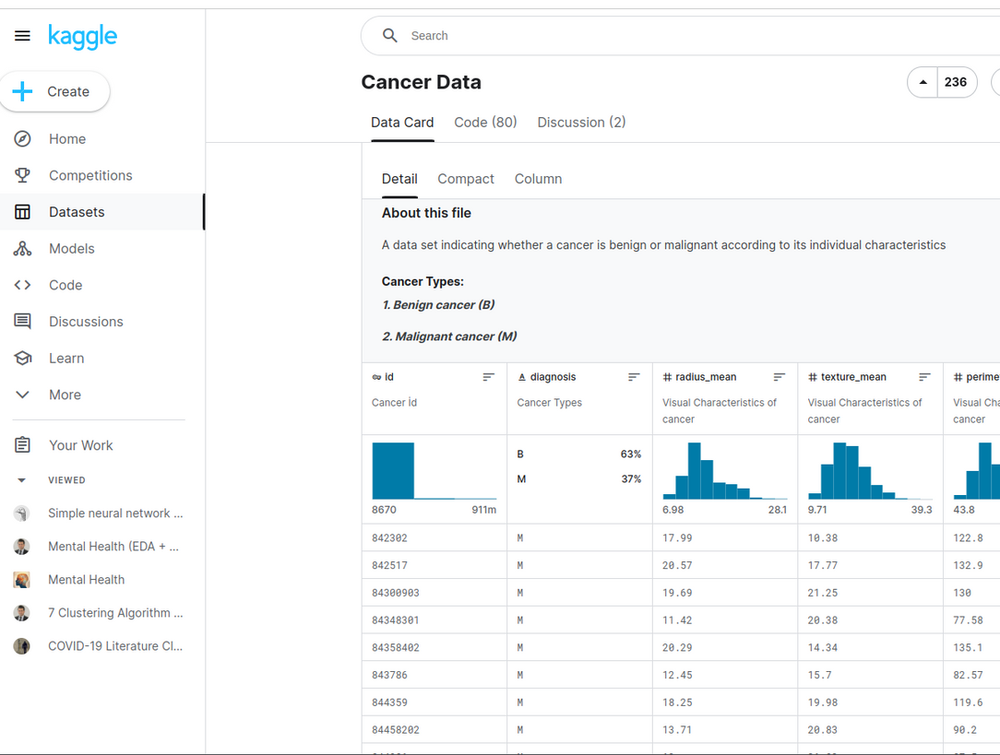 kaggle
Search
Create
Cancer Data
236
Home
Data Card Code (80) Discussion (2)
Competitions
Detail Compact Column
Datasets
About this file
Models
A data set indicating whether a cancer is benign or malignant according to its individual characteristics
Code
Cancer Types:
1. Benign cancer (B)
Discussions
2. Malignant cancer (M)
Learn
More
id diagnosis radius_mean texture_mean perime
Cancer İd Cancer Types Visual Characteristics of cancer Visual Characteristics of cancer Visual Cha cancer
Your Work
VIEWED
B 63%
M 37%
8670 911m 6.98 28.1 9.71 39.3 43.8
Simple neural network ...
Mental Health (EDA + ...
Mental Health
7 Clustering Algorithm ...
COVID-19 Literature Cl...
842302 M 17.99 10.38 122.8
842517 M 20.57 17.77 132.9
84300903 M 19.69 21.25 130
84348301 M 11.42 20.38 77.58
84358402 M 20.29 14.34 135.1
843786 M 12.45 15.7 82.57
844359 M 18.25 19.98 119.6
84458202 M 13.71 20.83 90.2